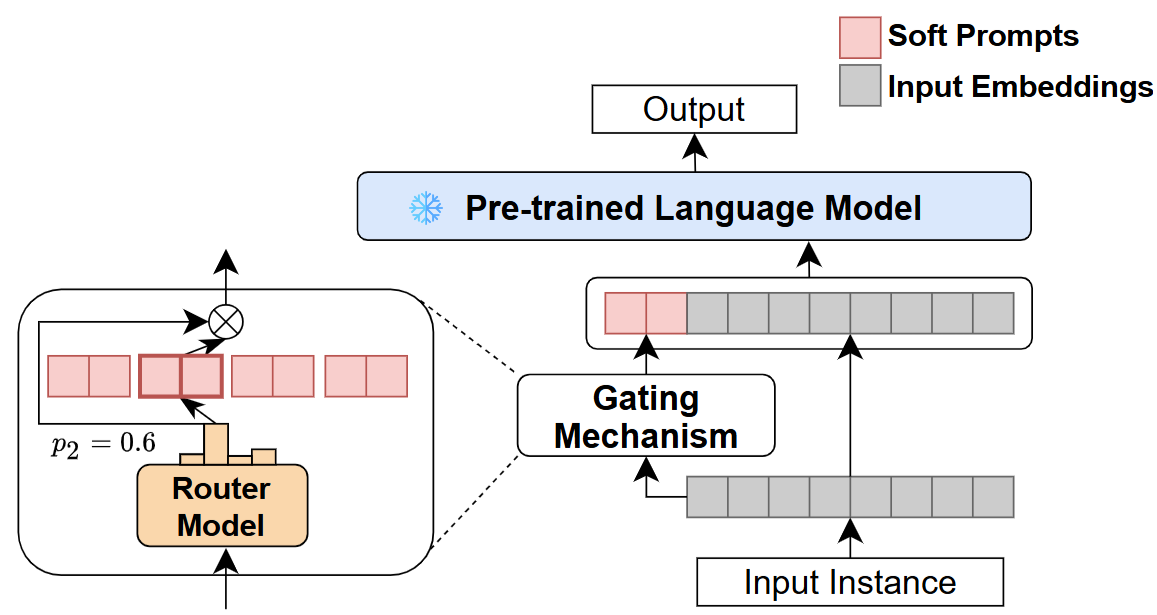 Soft Prompts
Input Embeddings
Output
Pre-trained Language Model
Gating
Mechanism
p₂ = 0.6
Router
Model
Input Instance